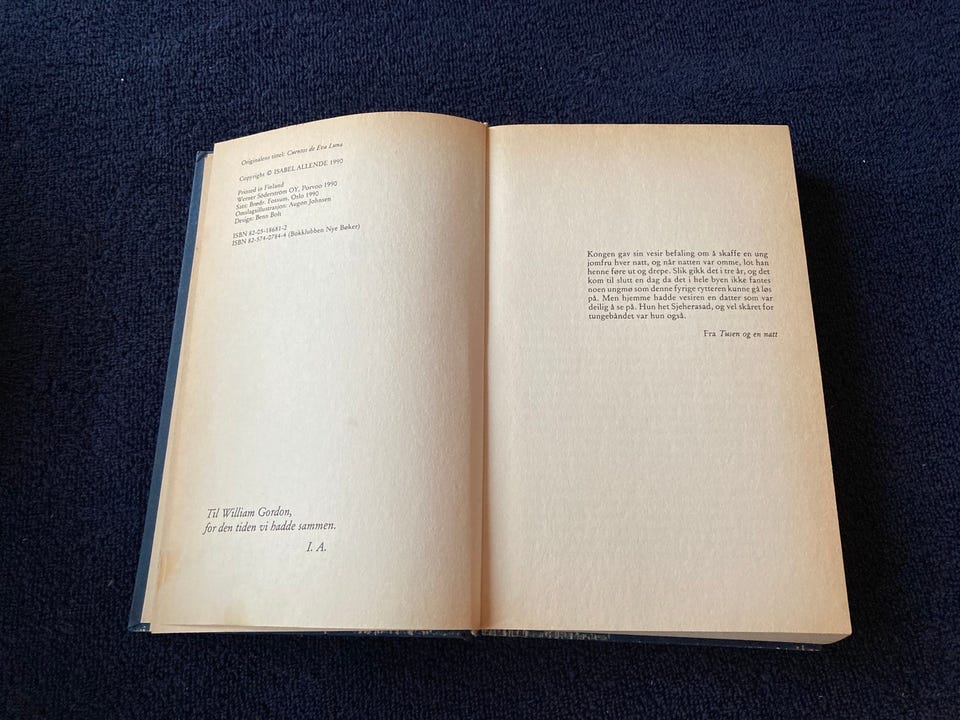 Originalens tittel: Cuentos de Eva Luna
Copyright © ISABEL ALLENDE 1990
Printed in Finland
Werner Söderström OY, Porvoo 1990
Sats: Brødr. Fossum, Oslo 1990
Omslagsillustrasjon: Augon Johnsen
Design: Benn Bolt
ISBN 82-05-18681-2
ISBN 82-574-0784-4 (Bokklubben Nye Bøker)
Til William Gordon,
for den tiden vi hadde sammen.
I. A.
Kongen gav sin vesir befaling om å skaffe en ung
jomfru hver natt, og når natten var omme, lot han
henne føre ut og drepe. Slik gikk det i tre år, og det
kom til slutt en dag da det i hele byen ikke fantes
noen ungmø som denne fyrige rytteren kunne gå løs
på. Men hjemme hadde vesiren en datter som var
deilig å se på. Hun het Sjeherasad, og vel skåret for
tungebåndet var hun også.
Fra Tusen og en natt